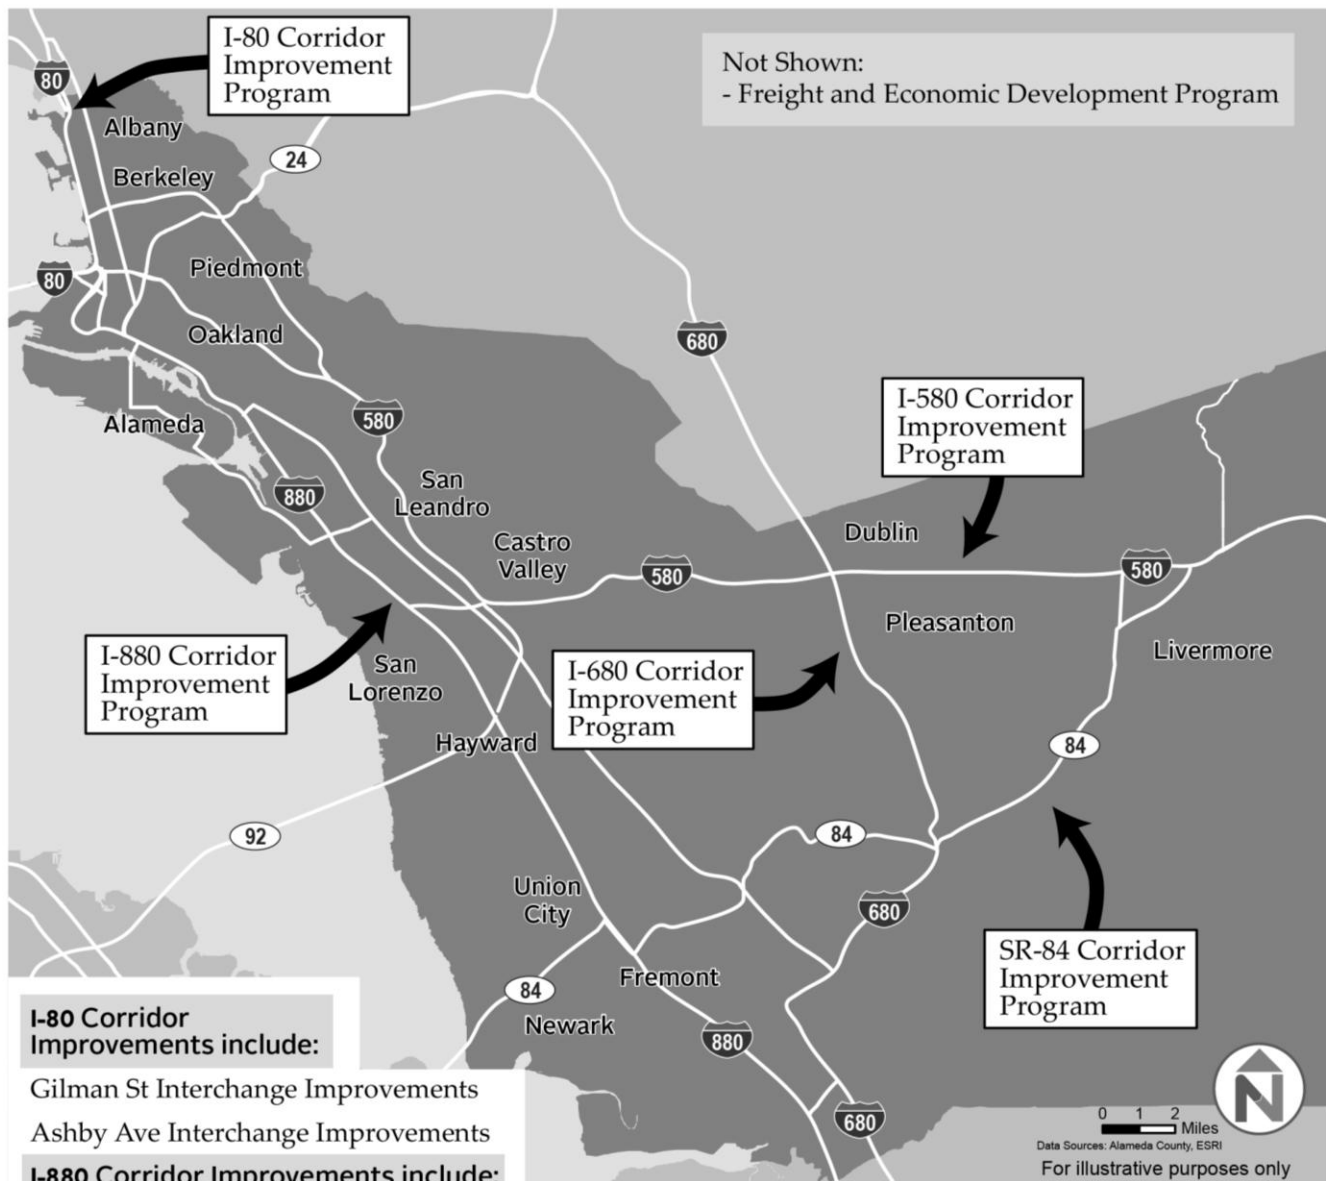 I-80 Corridor
Improvement
Program
Not Shown:
- Freight and Economic Development Program
80
Albany
24
Berkeley
Piedmont
80
Oakland
680
I-580 Corridor
Improvement
Program
Alameda
580
San
Leandro
880
Castro
Valley
Dublin
580
580
Pleasanton
Livermore
I-880 Corridor
Improvement
Program
San
Lorenzo
I-680 Corridor
Improvement
Program
Hayward
84
92
84
Union
City
680
SR-84 Corridor
Improvement
Program
Fremont
84
Newark
880
680
I-80 Corridor
Improvements include:
Gilman St Interchange Improvements
Ashby Ave Interchange Improvements
I-880 Corridor Improvements include:
N
0 1 2
Miles
Data Sources: Alameda County, ESRI
For illustrative purposes only